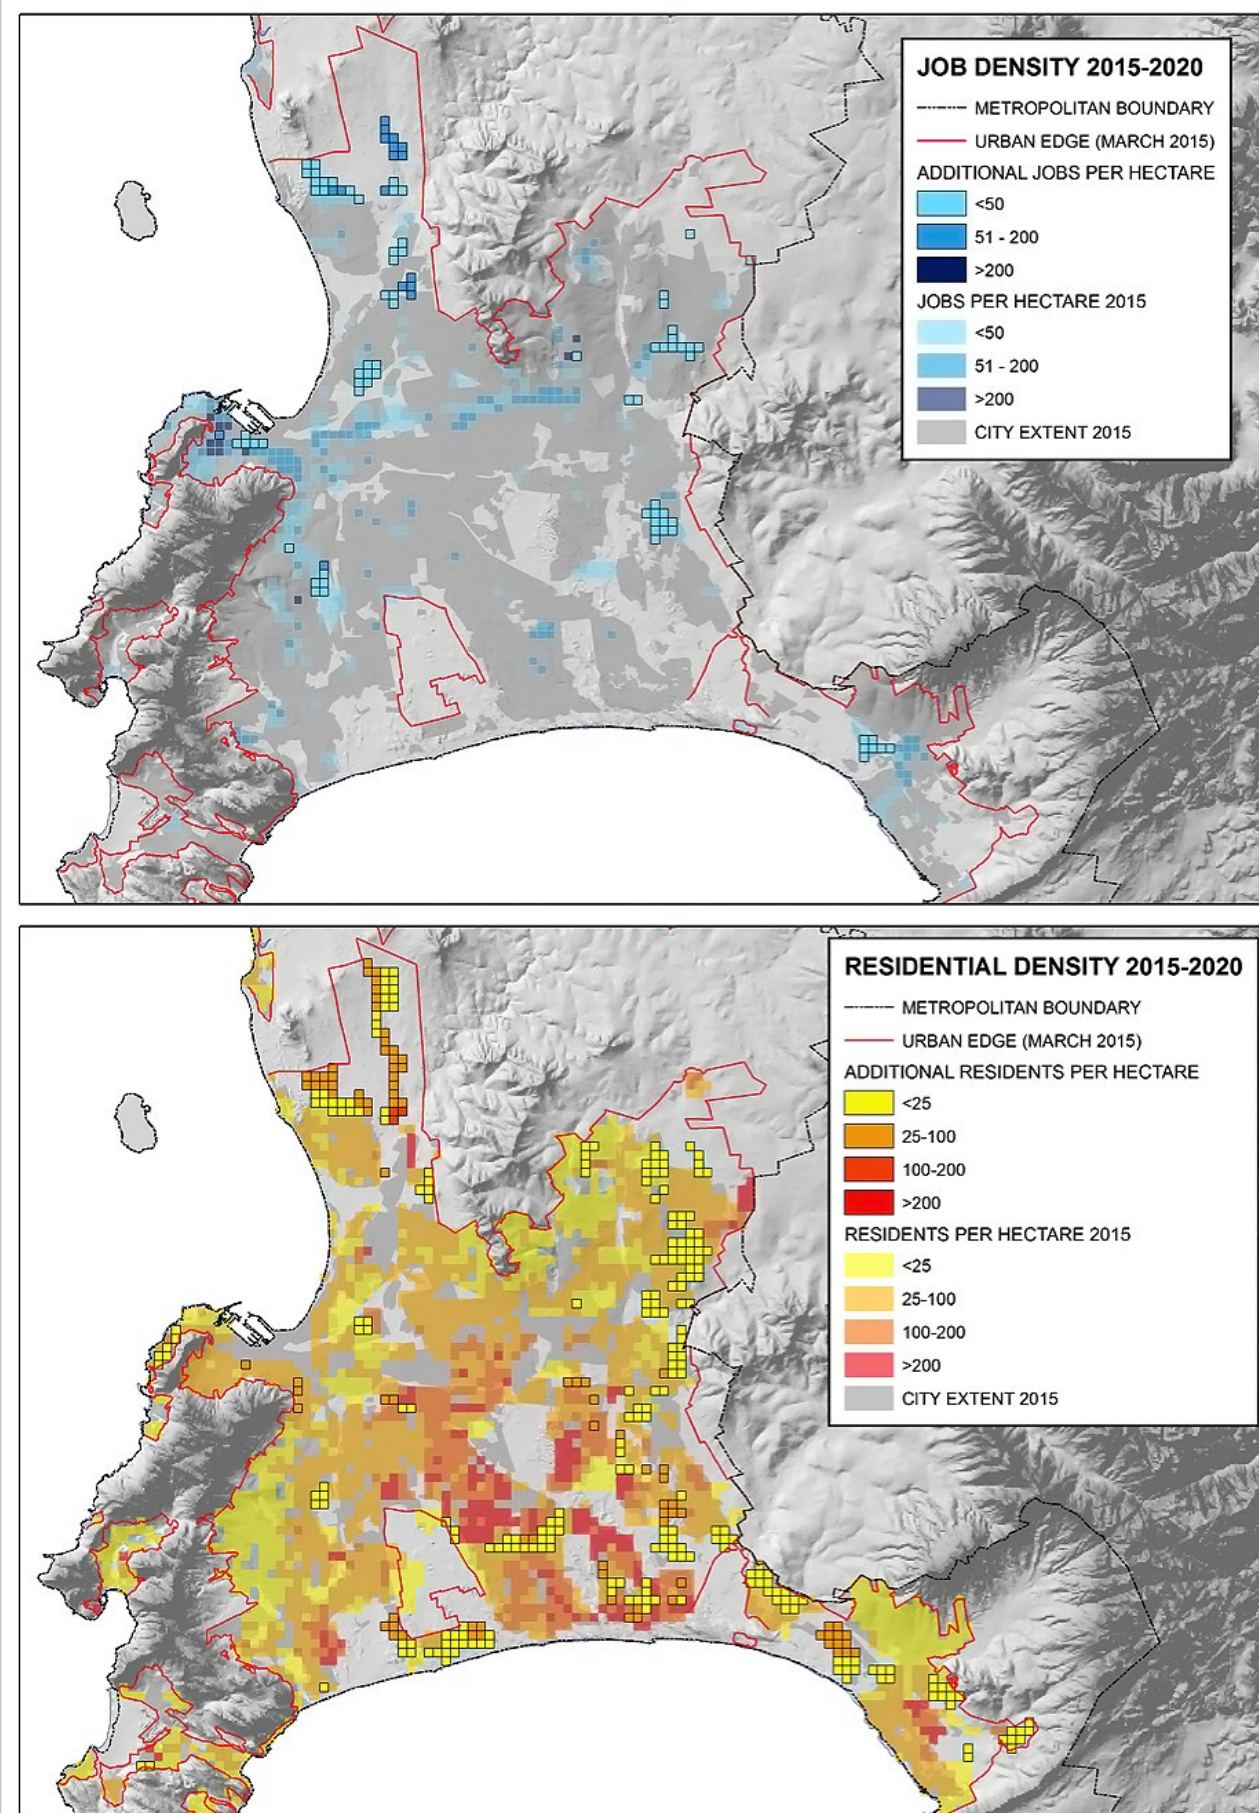 JOB DENSITY 2015-2020
METROPOLITAN BOUNDARY
URBAN EDGE (MARCH 2015)
ADDITIONAL JOBS PER HECTARE
<50
51 - 200
>200
JOBS PER HECTARE 2015
<50
51 - 200
>200
CITY EXTENT 2015
RESIDENTIAL DENSITY 2015-2020
METROPOLITAN BOUNDARY
URBAN EDGE (MARCH 2015)
ADDITIONAL RESIDENTS PER HECTARE
<25
25-100
100-200
>200
RESIDENTS PER HECTARE 2015
<25
25-100
100-200
>200
CITY EXTENT 2015